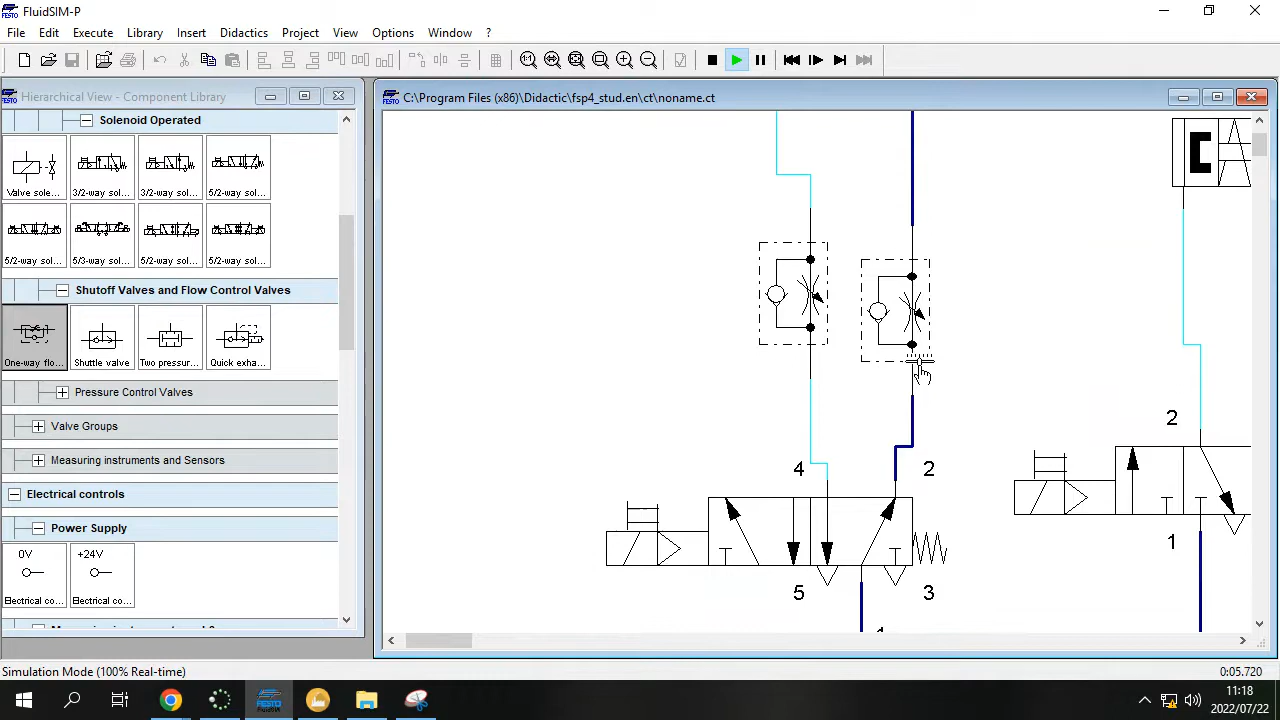 FluidSIM-P
File Edit Execute Library Insert Didactics Project View Options Window ?
Hierarchical View - Component Library
C:\Program Files (x86)\Didactic\fsp4_stud.en\ct\noname.ct
Solenoid Operated
Valve sole... 3/2-way sol... 3/2-way sol... 5/2-way sol...
5/2-way sol... 5/3-way sol... 5/2-way sol... 5/2-way sol...
Shutoff Valves and Flow Control Valves
One-way flo... Shuttle valve Two pressur... Quick exha...
Pressure Control Valves
Valve Groups
Measuring instruments and Sensors
Electrical controls
Power Supply
0V +24V
Electrical co... Electrical co...
2
4 2
1
5 3
Simulation Mode (100% Real-time)
0:05.720
FESTO
FluidSIM
11:18
2022/07/22